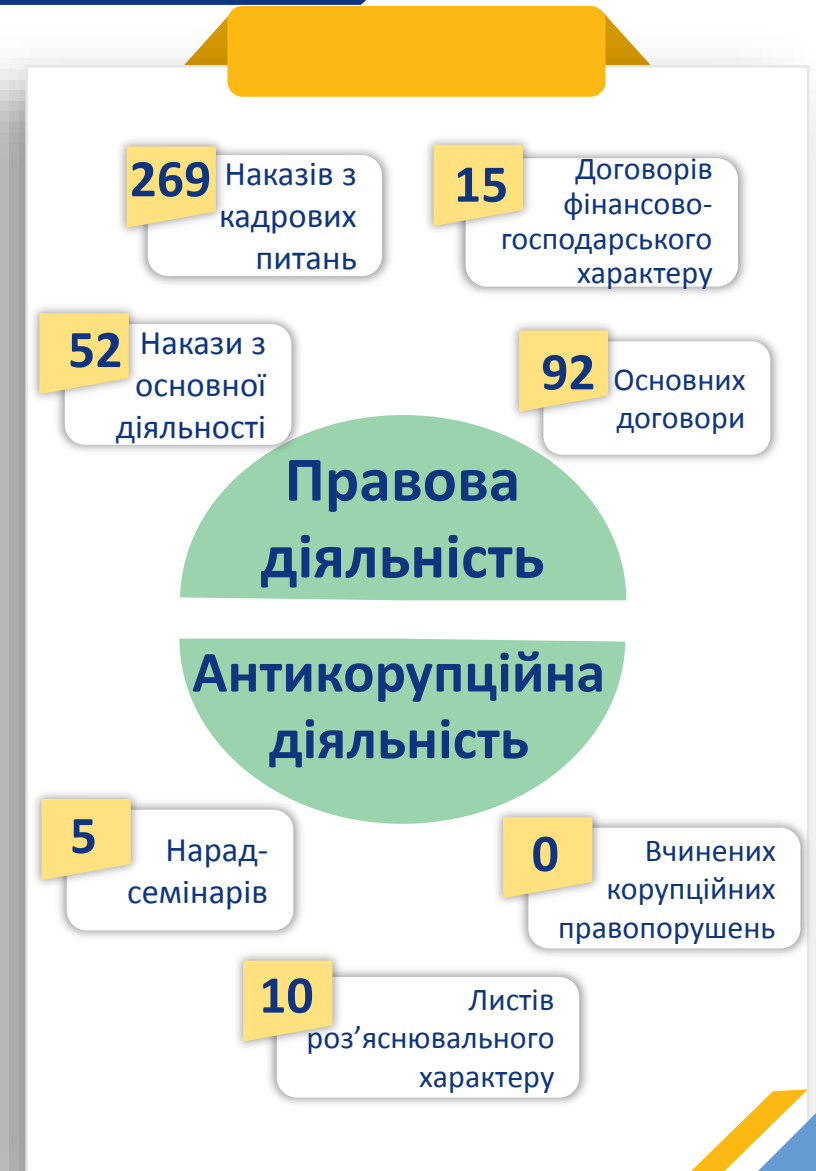 269 Наказів з
кадрових
питань
15 Договорів
фінансово-
господарського
характеру
52 Накази з
основної
діяльності
92 Основних
договори
Правова
діяльність
Антикорупційна
діяльність
5 Нарад-
семінарів
0 Вчинених
корупційних
правопорушень
10 Листів
роз’яснювального
характеру